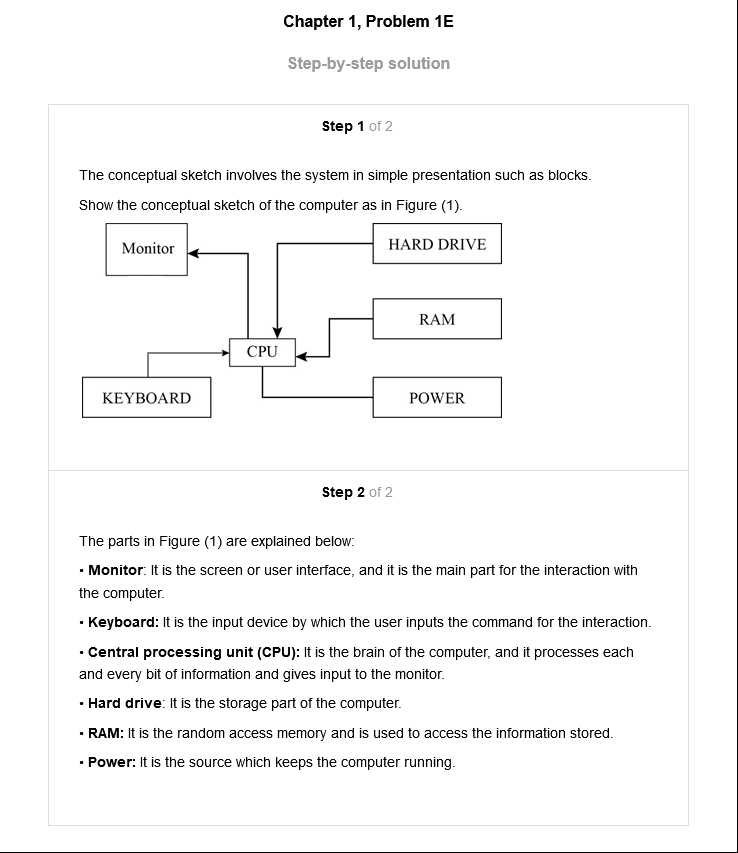 Chapter 1, Problem 1E
Step-by-step solution
Step 1 of 2
The conceptual sketch involves the system in simple presentation such as blocks.
Show the conceptual sketch of the computer as in Figure (1).
Monitor
HARD DRIVE
RAM
CPU
KEYBOARD
POWER
Step 2 of 2
The parts in Figure (1) are explained below:
• Monitor: It is the screen or user interface, and it is the main part for the interaction with
the computer.
• Keyboard: It is the input device by which the user inputs the command for the interaction.
• Central processing unit (CPU): It is the brain of the computer, and it processes each
and every bit of information and gives input to the monitor.
• Hard drive: It is the storage part of the computer.
• RAM: It is the random access memory and is used to access the information stored.
• Power: It is the source which keeps the computer running.